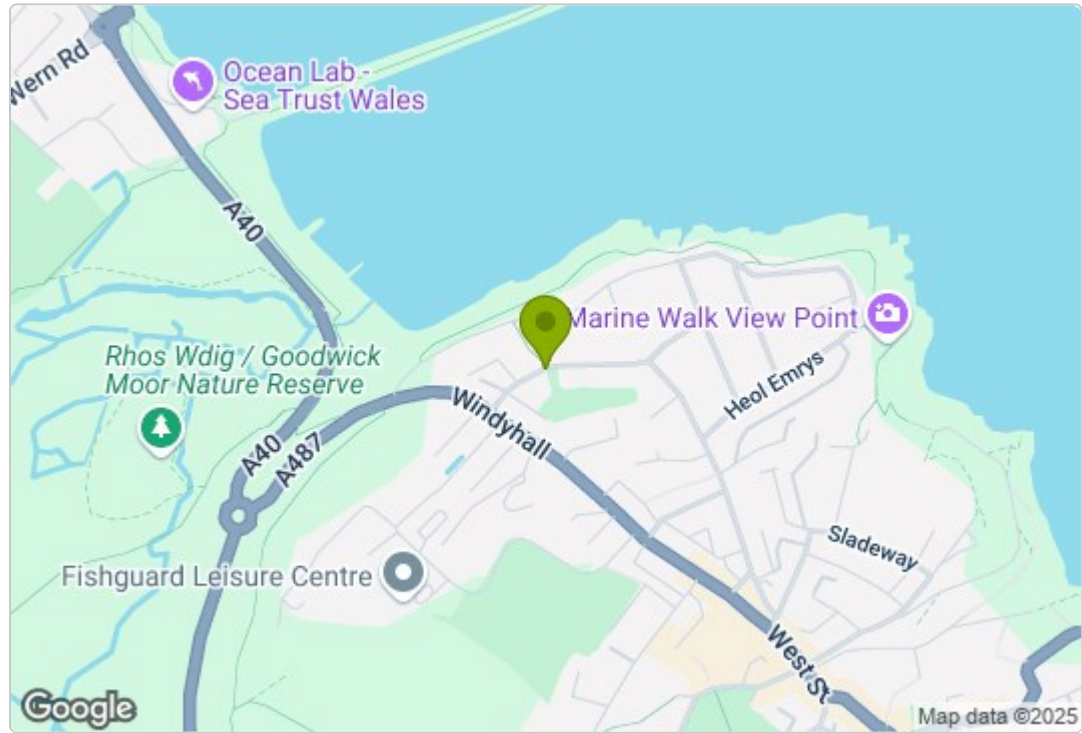 Wern Rd
Ocean Lab -
Sea Trust Wales
A40
Marine Walk View Point
Rhos Wdig / Goodwick
Moor Nature Reserve
Heol Emrys
Windyhall
A40
A487
Sladeway
Fishguard Leisure Centre
West St
Google
Map data ©2025